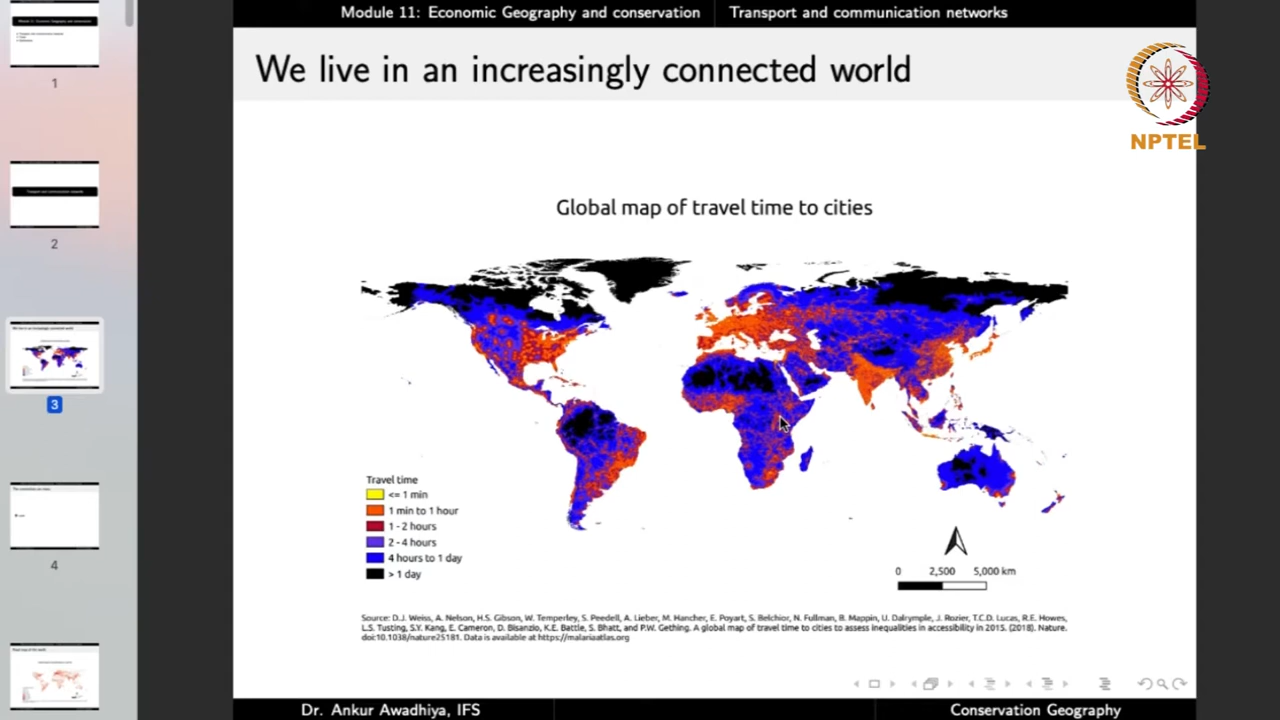 Module 11: Economic Geography and conservation
Transport and communication networks
We live in an increasingly connected world
NPTEL
Global map of travel time to cities
Travel time
<= 1 min
1 min to 1 hour
1 - 2 hours
2 - 4 hours
4 hours to 1 day
> 1 day
0 2,500 5,000 km
Source: D.J. Weiss, A. Nelson, H.S. Gibson, W. Temperley, S. Peedell, A. Lieber, M. Hancher, E. Poyart, S. Belchior, N. Fullman, B. Mappin, U. Dalrymple, J. Rozier, T.C.D. Lucas, R.E. Howes,
L.S. Tusting, S.Y. Kang, E. Cameron, D. Bisanzio, K.E. Battle, S. Bhatt, and P.W. Gething. A global map of travel time to cities to assess inequalities in accessibility in 2015. (2018). Nature.
doi:10.1038/nature25181. Data is available at https://malariaatlas.org
Dr. Ankur Awadhiya, IFS
Conservation Geography
1
2
3
4